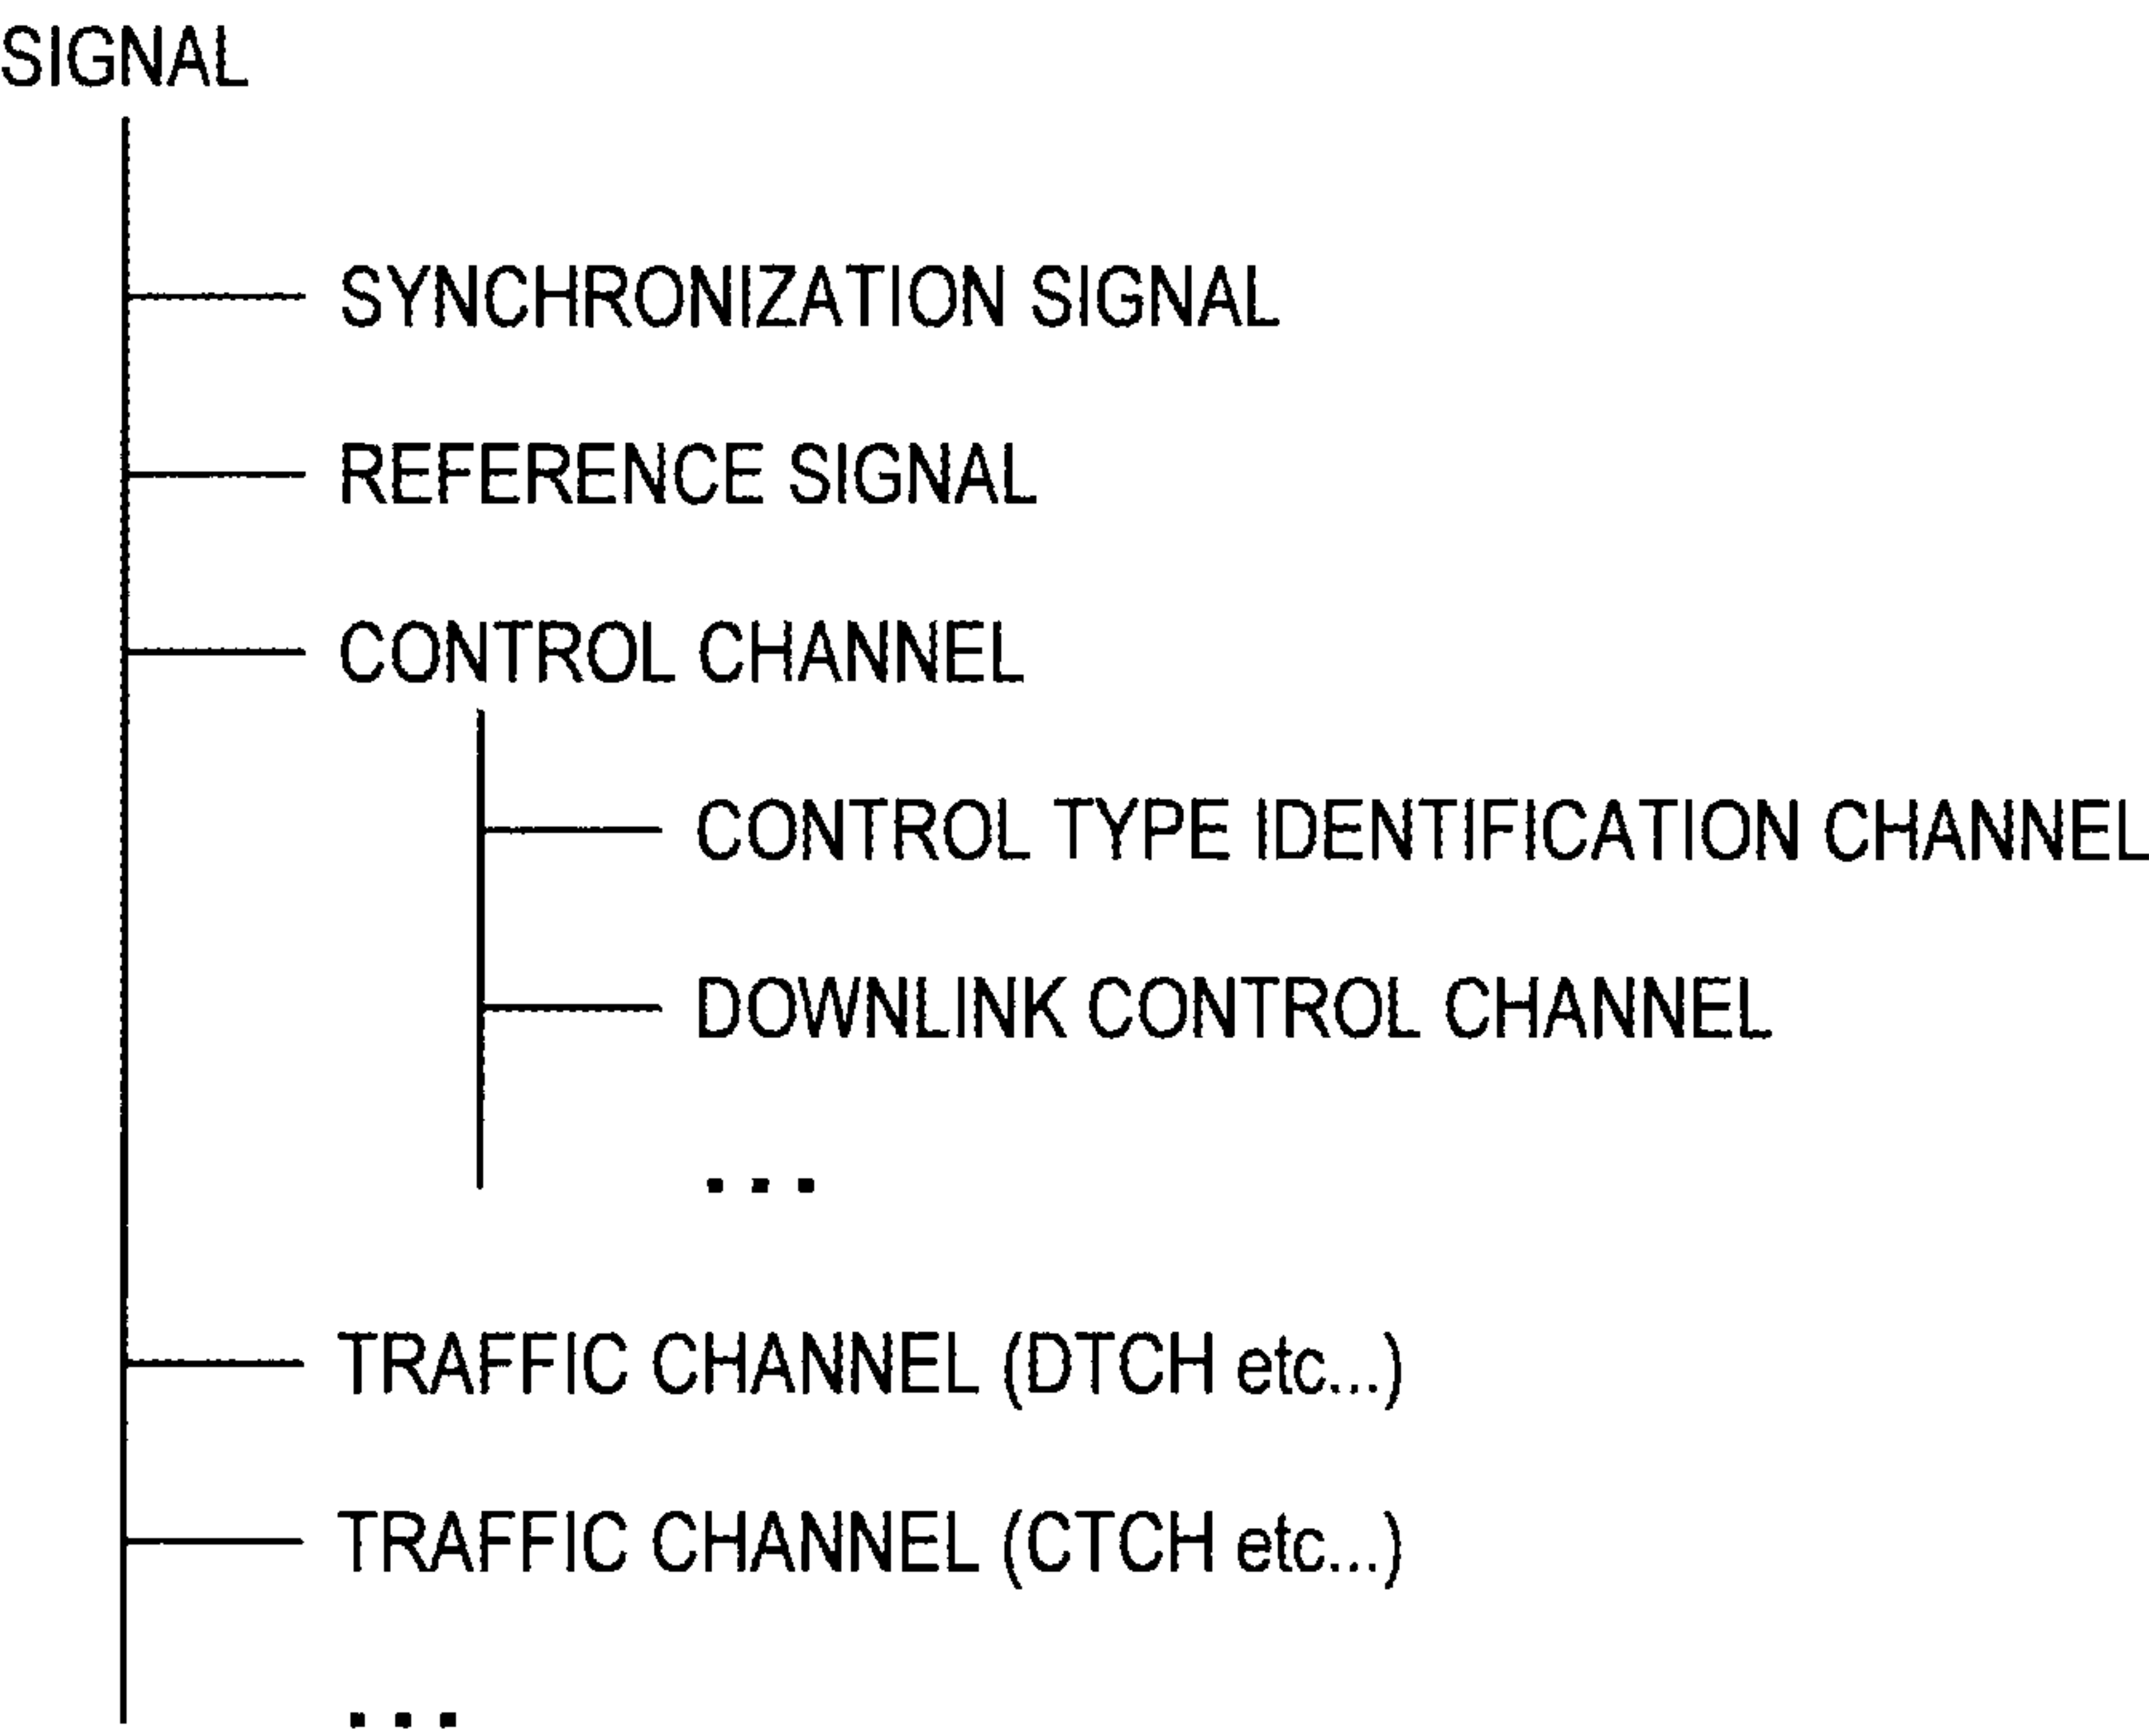 SIGNAL
SYNCHRONIZATION SIGNAL
REFERENCE SIGNAL
CONTROL CHANNEL
CONTROL TYPE IDENTIFICATION CHANNEL
DOWNLINK CONTROL CHANNEL
...
TRAFFIC CHANNEL (DTCH etc...)
TRAFFIC CHANNEL (CTCH etc...)
...